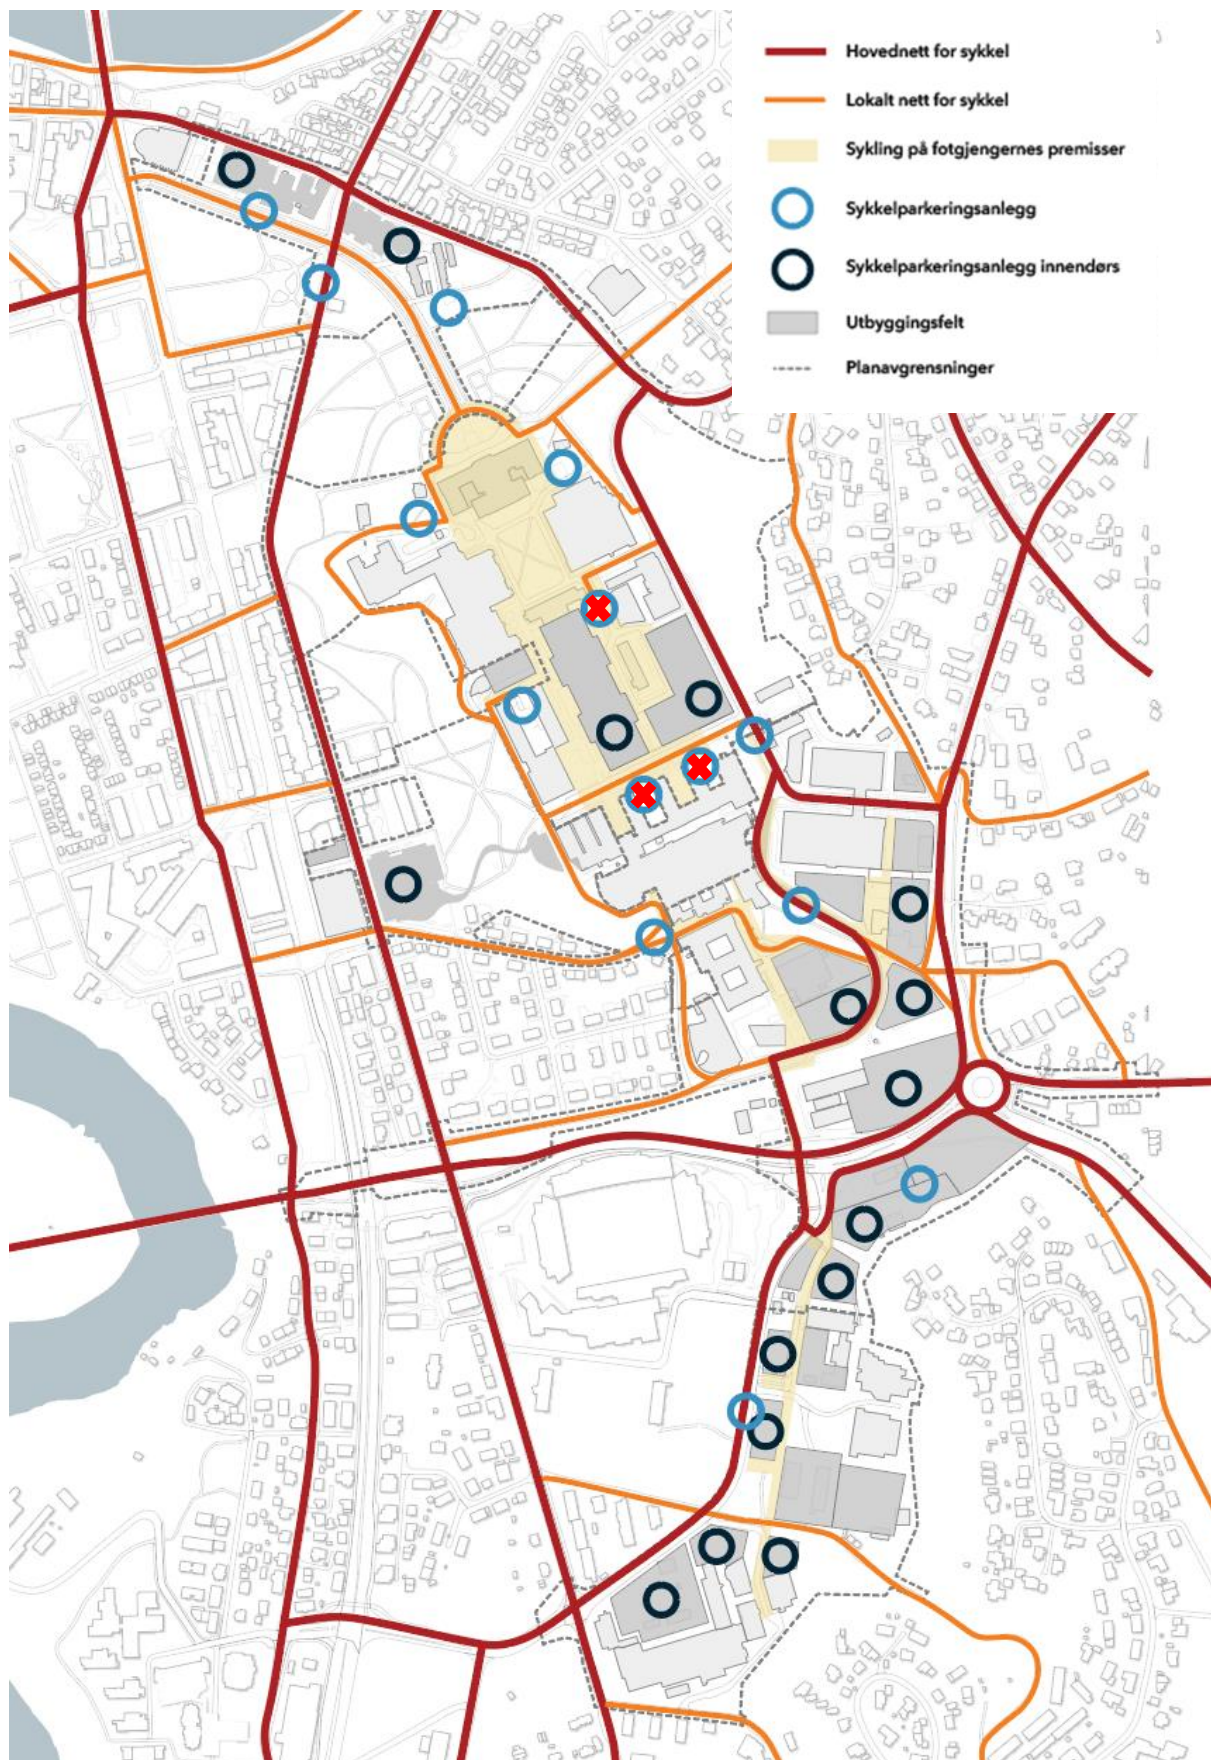 Hovednett for sykkel
Lokalt nett for sykkel
Sykling på fotgjengernes premisser
Sykkelparkeringsanlegg
Sykkelparkeringsanlegg innendørs
Utbyggingsfelt
Planavgrensninger